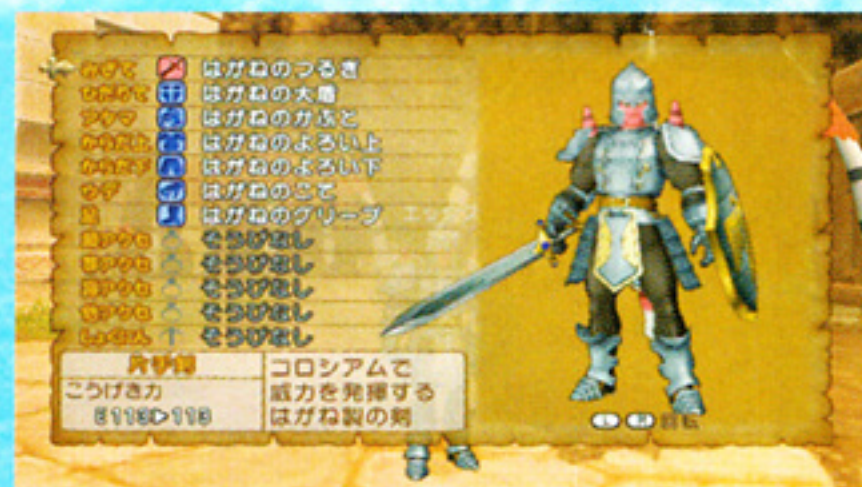 みぎて はがねのつるぎ
ひだりて はがねの大盾
アタマ はがねのかぶと
からだ上 はがねのよろい上
からだ下 はがねのよろい下
ウデ はがねのこて
足 はがねのグリーブ
顔アクセ そうびなし
首アクセ そうびなし
指アクセ そうびなし
他アクセ そうびなし
しょくにん そうびなし
片手剣
こうげき力
E113▷113
コロシアムで
威力を発揮する
はがね製の剣
L R 回転